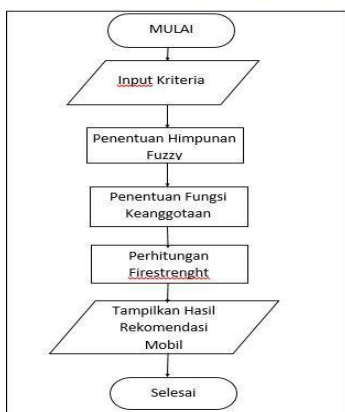 MULAI
Input Kriteria
Penentuan Himpunan
Fuzzy
Penentuan Fungsi
Keanggotaan
Perhitungan
Firestrenght
Tampilkan Hasil
Rekomendasi
Mobil
Selesai